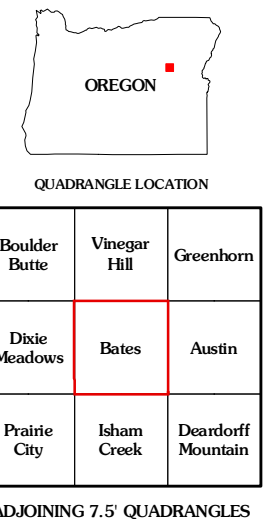 OREGON
QUADRANGLE LOCATION
Boulder
Butte
Vinegar
Hill
Greenhorn
Dixie
Meadows
Bates
Austin
Prairie
City
Isham
Creek
Deardorff
Mountain
ADJOINING 7.5' QUADRANGLES